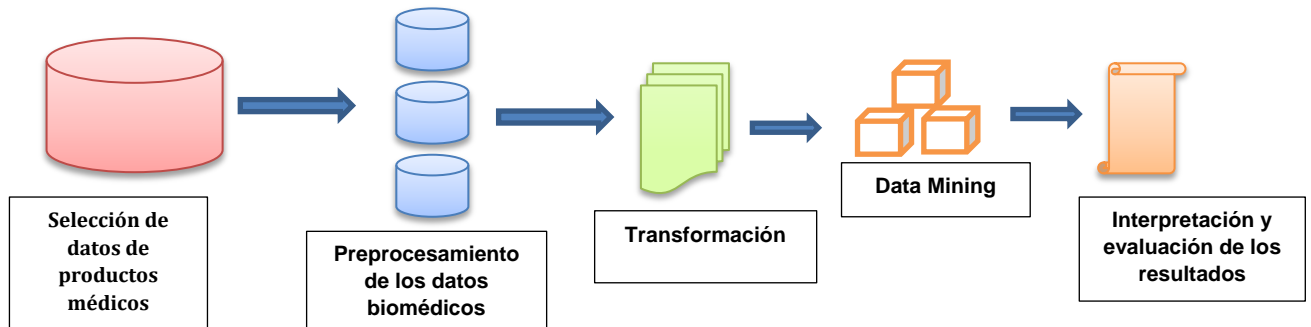 Selección de
datos de
productos
médicos
Preprocesamiento
de los datos
biomédicos
Transformación
Data Mining
Interpretación y
evaluación de los
resultados